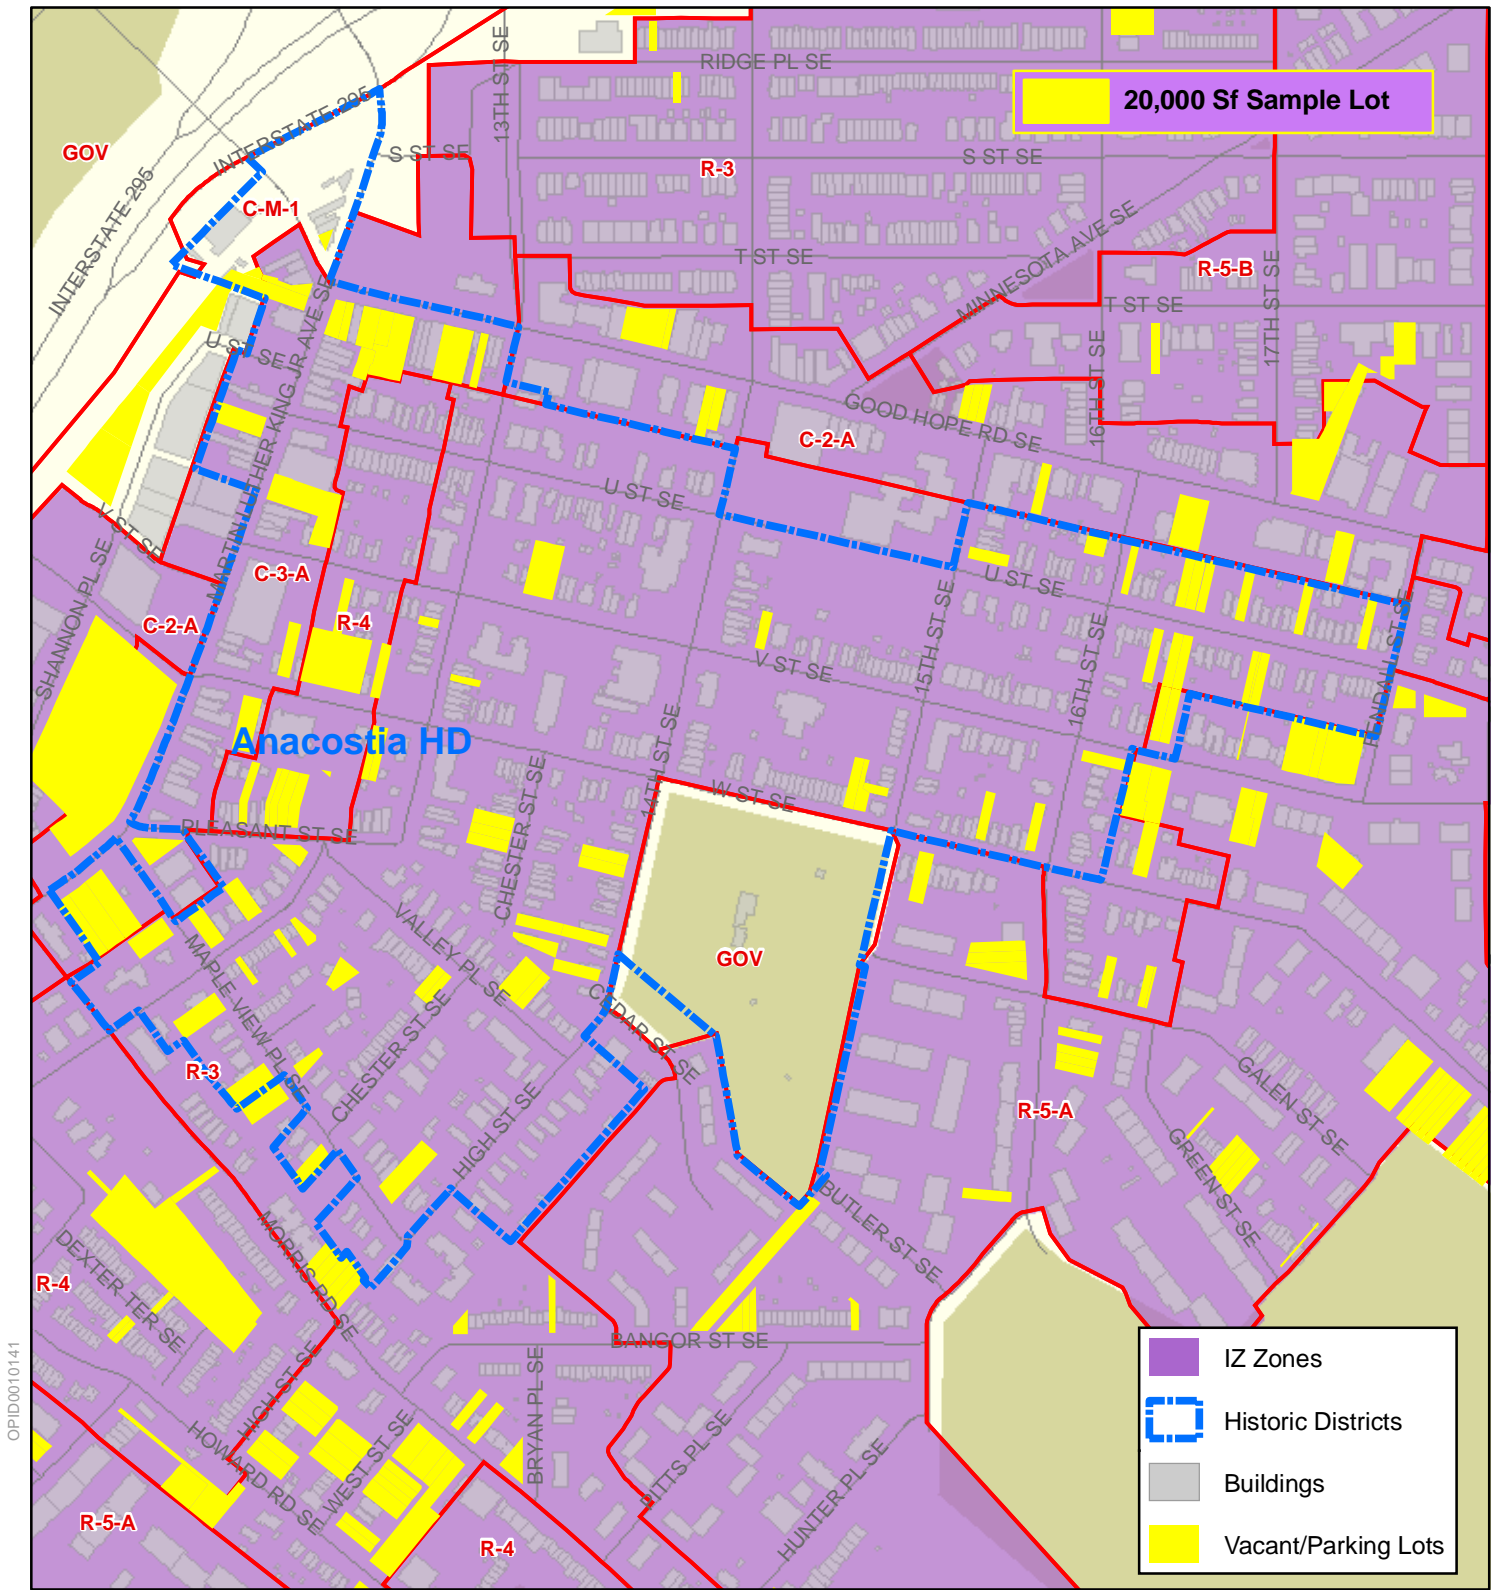 RIDGE PL SE
20,000 Sf Sample Lot
13TH ST SE
INTERSTATE 295
GOV
S ST SE
S ST SE
R-3
INTERSTATE 295
C-M-1
MINNESOTA AVE SE
T ST SE
R-5-B
T ST SE
17TH ST SE
U ST SE
MARTIN LUTHER KING JR AVE SE
16TH ST SE
GOOD HOPE RD SE
C-2-A
U ST SE
V ST SE
C-3-A
U ST SE
SHANNON PL SE
C-2-A
R-4
15TH ST SE
16TH ST SE
FENDALL ST SE
V ST SE
Anacostia HD
14TH ST SE
W ST SE
CHESTER ST SE
PLEASANT ST SE
VALLEY PL SE
MAPLE VIEW PL SE
GOV
CEDAR ST SE
CHESTER ST SE
R-3
HIGH ST SE
R-5-A
GALEN ST SE
GREEN ST SE
BUTLER ST SE
MORRIS RD SE
DEXTER TER SE
R-4
BANGOR ST SE
OPID0010141
HIGH ST SE
BRYAN PL SE
HOWARD RD SE
WEST ST SE
PITTS PL SE
HUNTER PL SE
R-5-A
R-4
IZ Zones
Historic Districts
Buildings
Vacant/Parking Lots